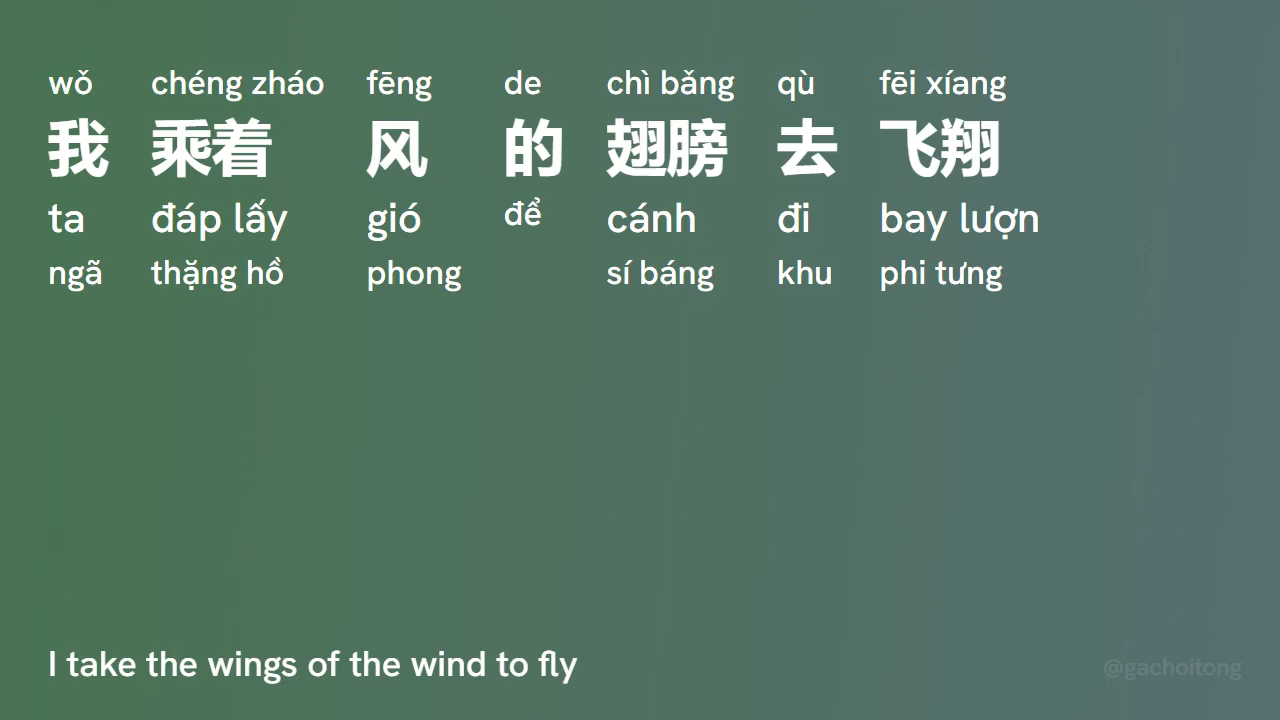 wǒ chéng zháo fēng de chì bǎng qù fēi xíang
我 乘着 风 的 翅膀 去 飞翔
ta đáp lấy gió để cánh đi bay lượn
ngã thặng hồ phong sí báng khu phi tưng
I take the wings of the wind to fly
@gachoitong